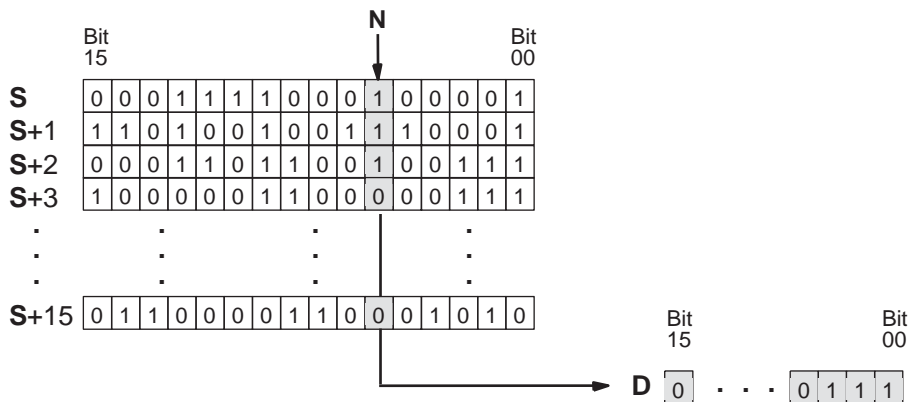 N
Bit
15
Bit
00
S 0 0 0 1 1 1 1 0 0 0 1 0 0 0 0 1
S+1 1 1 0 1 0 0 1 0 0 1 1 1 0 0 0 1
S+2 0 0 0 1 1 0 1 1 0 0 1 0 0 1 1 1
S+3 1 0 0 0 0 0 1 1 0 0 0 0 0 1 1 1
. . . .
. . . .
. . . .
S+15 0 1 1 0 0 0 0 1 1 0 0 0 1 0 1 0
Bit
15
Bit
00
D 0 . . . 0 1 1 1